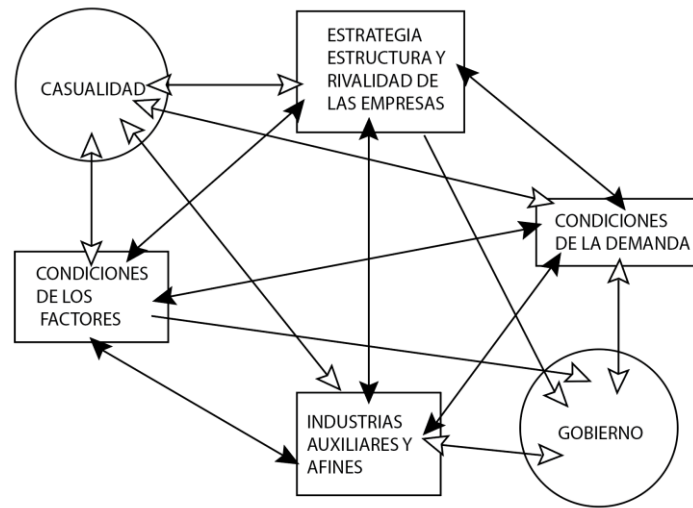 CASUALIDAD
ESTRATEGIA
ESTRUCTURA Y
RIVALIDAD DE
LAS EMPRESAS
CONDICIONES
DE LA DEMANDA
CONDICIONES
DE LOS
FACTORES
INDUSTRIAS
AUXILIARES Y
AFINES
GOBIERNO